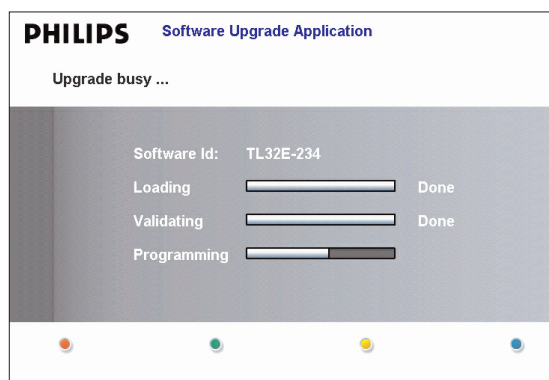 PHILIPS Software Upgrade Application
Upgrade busy ...
Software Id: TL32E-234
Loading Done
Validating Done
Programming